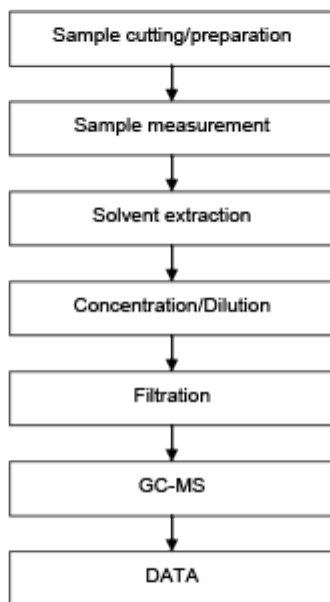 Sample cutting/preparation
Sample measurement
Solvent extraction
Concentration/Dilution
Filtration
GC-MS
DATA